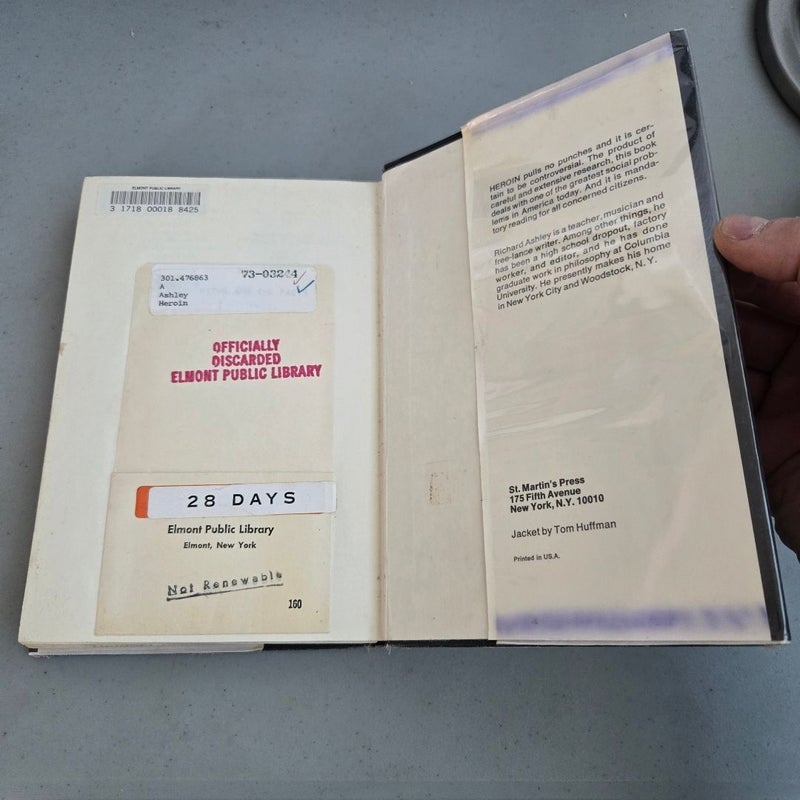 ELMONT PUBLIC LIBRARY
3 1718 00018 8425
301.476863
A
Ashley
Heroin
73-03244
OFFICIALLY
DISCARDED
ELMONT PUBLIC LIBRARY
28 DAYS
Elmont Public Library
Elmont, New York
Not Renewable
160
HEROIN pulls no punches and it is cer-
tain to be controversial. The product of
careful and extensive research, this book
deals with one of the greatest social prob-
lems in America today. And it is manda-
tory reading for all concerned citizens.
Richard Ashley is a teacher, musician and
free-lance writer. Among other things, he
has been a high school dropout, factory
worker, and editor, and he has done
graduate work in philosophy at Columbia
University. He presently makes his home
in New York City and Woodstock, N.Y.
St. Martin's Press
175 Fifth Avenue
New York, N.Y. 10010
Jacket by Tom Huffman
Printed in U.S.A.